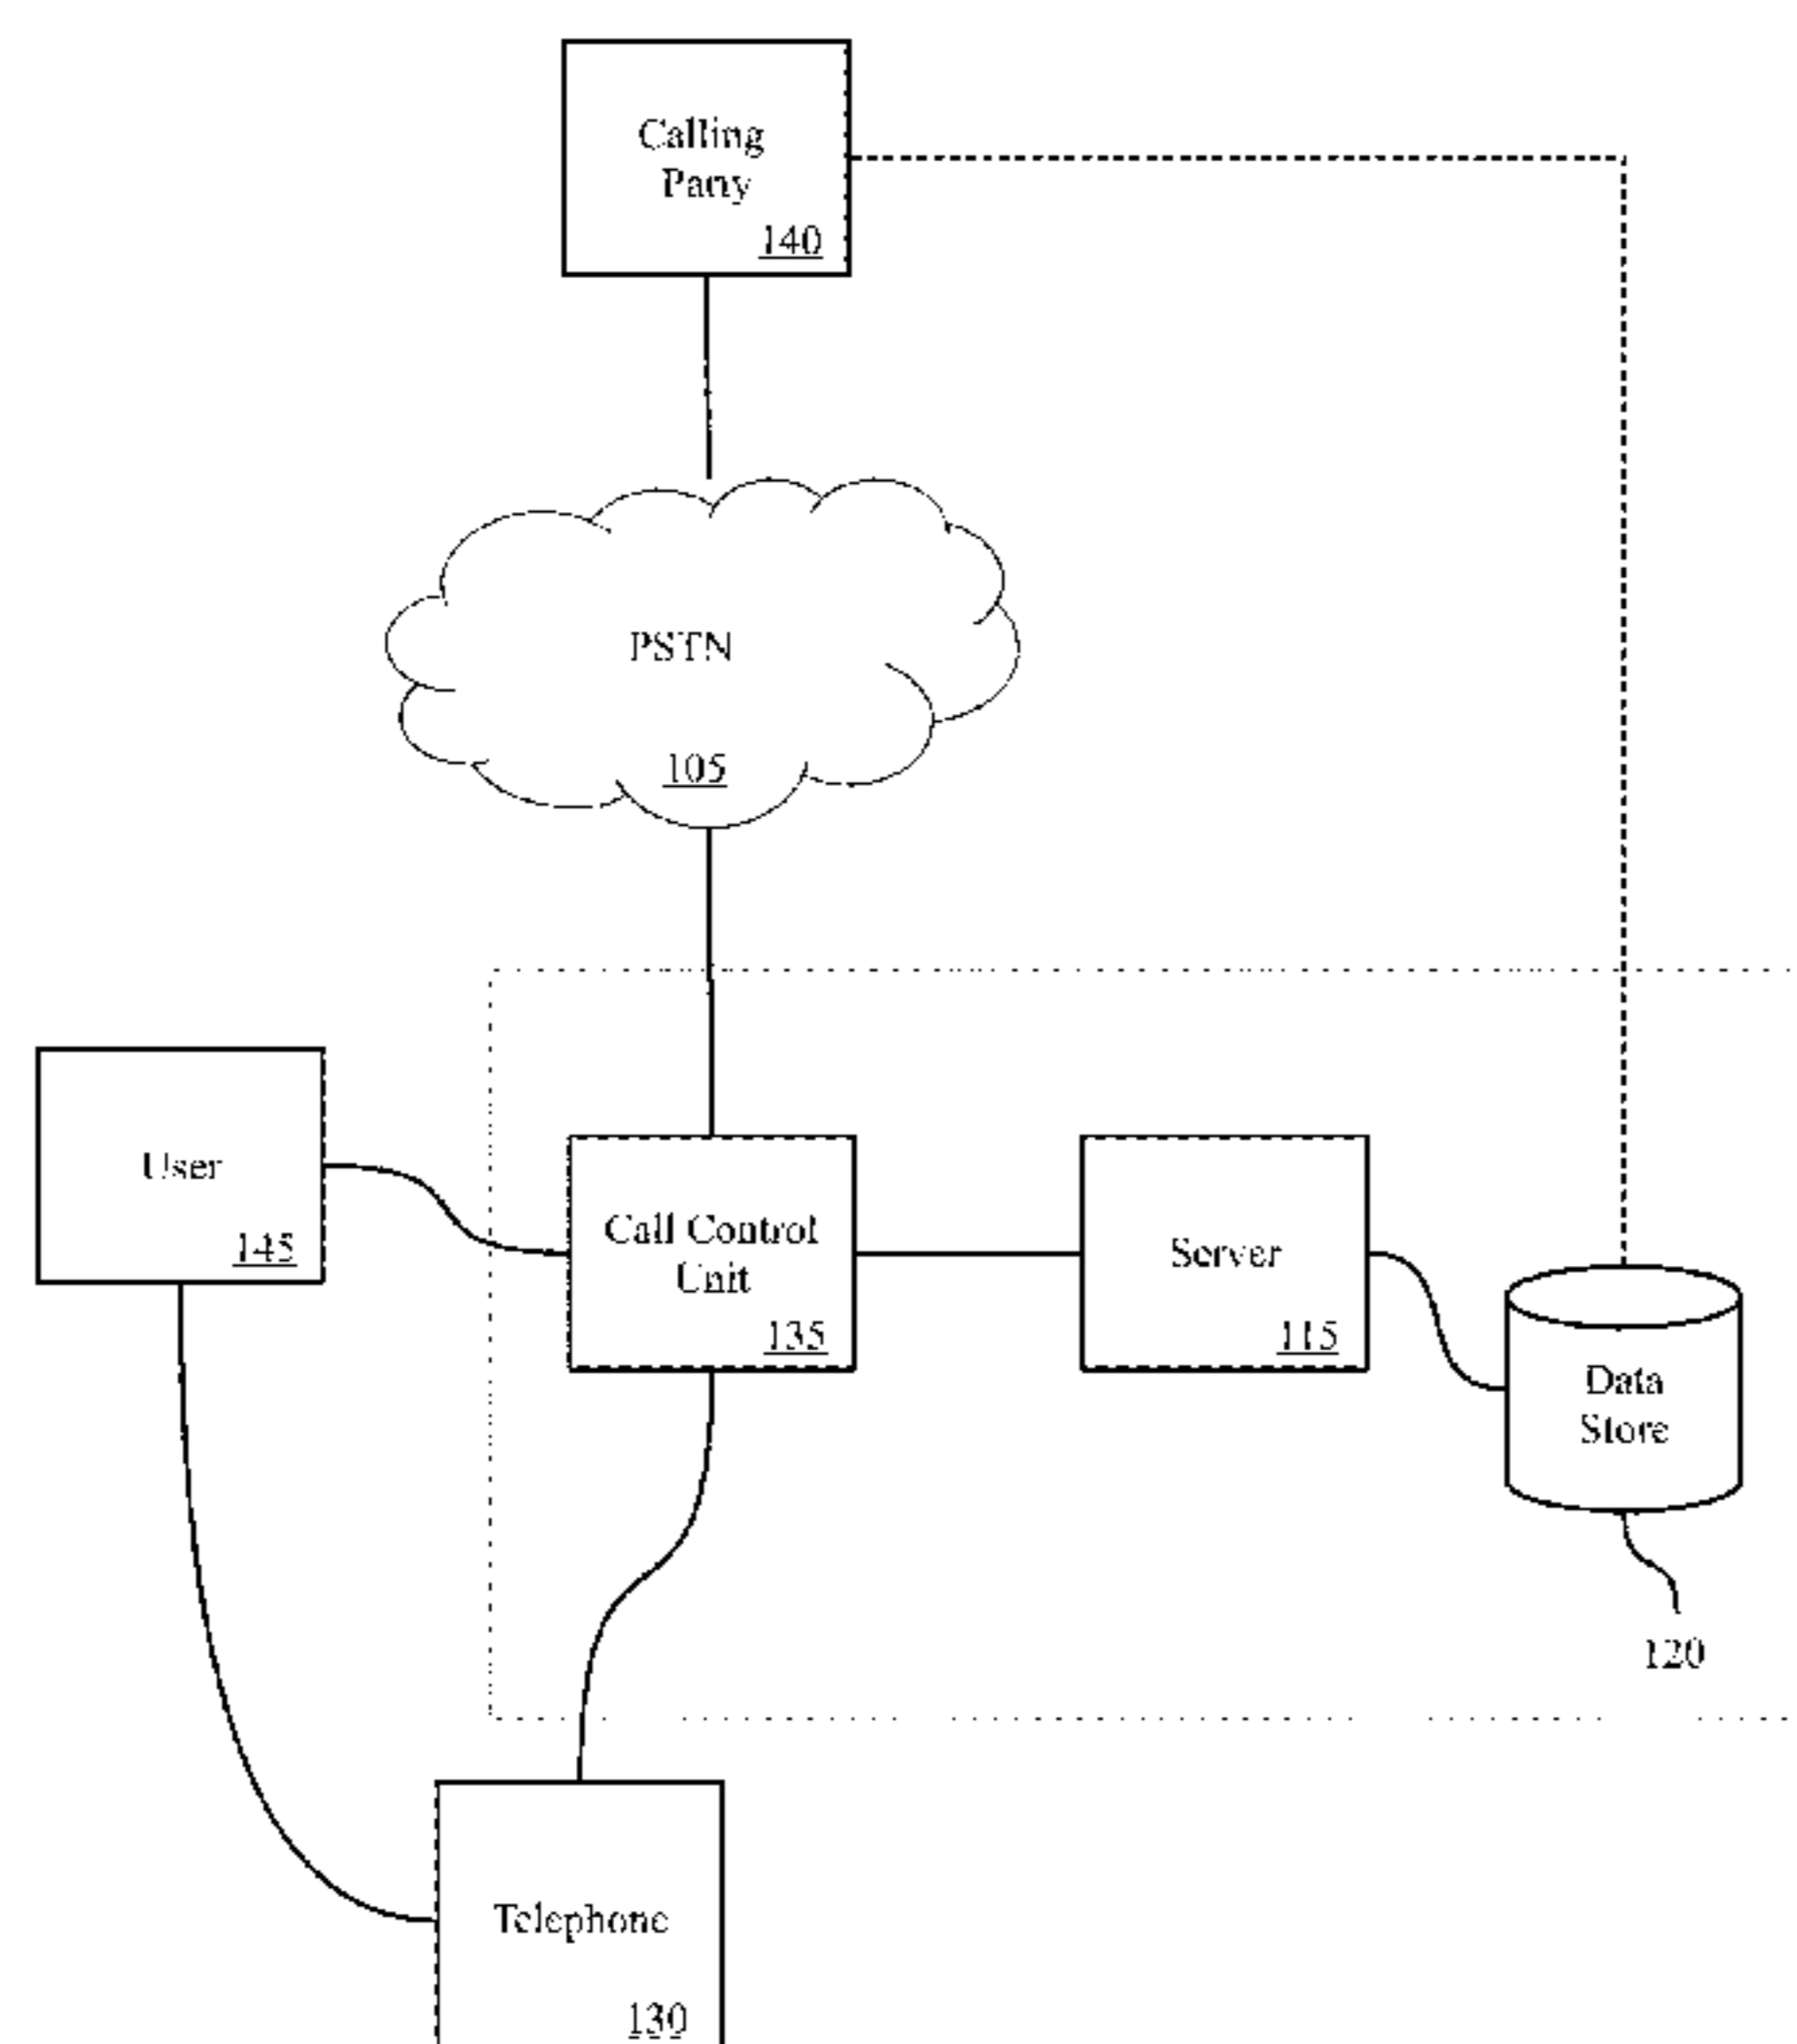 Calling
Party
140
PSTN
105
User
145
Call Control
Unit
135
Server
115
Data
Store
120
Telephone
130